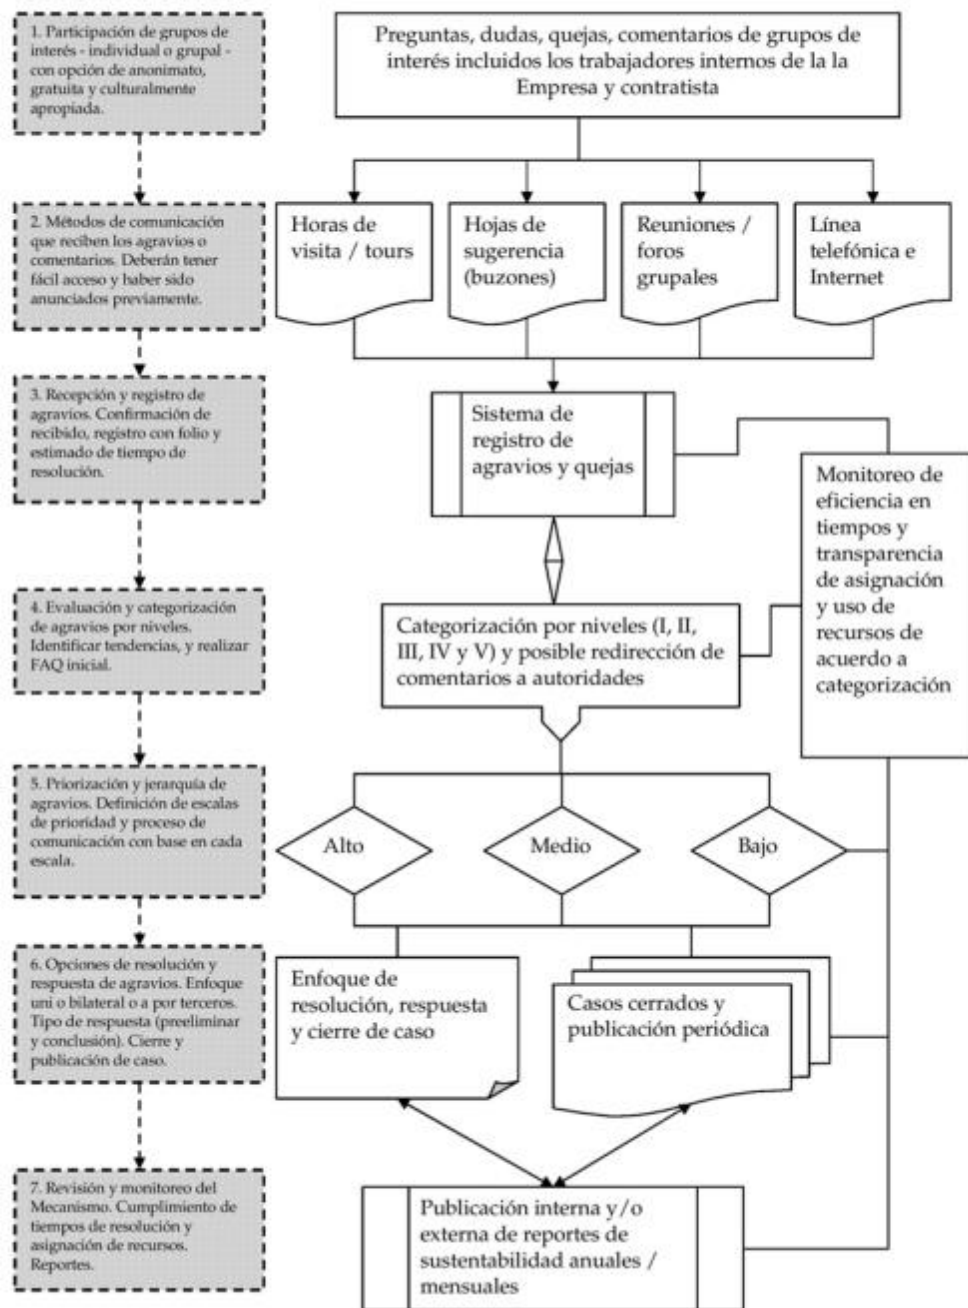 1. Participación de grupos de
interés - individual o grupal -
con opción de anonimato,
gratuita y culturalmente
apropiada.
Preguntas, dudas, quejas, comentarios de grupos de
interés incluidos los trabajadores internos de la la
Empresa y contratista
2. Métodos de comunicación
que reciben los agravios o
comentarios. Deberán tener
fácil acceso y haber sido
anunciados previamente.
Horas de
visita / tours
Hojas de
sugerencia
(buzones)
Reuniones /
foros
grupales
Línea
telefónica e
Internet
3. Recepción y registro de
agravios. Confirmación de
recibido, registro con folio y
estimado de tiempo de
resolución.
Sistema de
registro de
agravios y quejas
Monitoreo de
eficiencia en
tiempos y
transparencia
de asignación
y uso de
recursos de
acuerdo a
categorización
4. Evaluación y categorización
de agravios por niveles.
Identificar tendencias, y realizar
FAQ inicial.
Categorización por niveles (I, II,
III, IV y V) y posible redirección de
comentarios a autoridades
5. Priorización y jerarquía de
agravios. Definición de escalas
de prioridad y proceso de
comunicación con base en cada
escala.
Alto
Medio
Bajo
6. Opciones de resolución y
respuesta de agravios. Enfoque
uni o bilateral o a por terceros.
Tipo de respuesta (preeliminar
y conclusión). Cierre y
publicación de caso.
Enfoque de
resolución, respuesta
y cierre de caso
Casos cerrados y
publicación periódica
7. Revisión y monitoreo del
Mecanismo. Cumplimiento de
tiempos de resolución y
asignación de recursos.
Reportes.
Publicación interna y/o
externa de reportes de
sustentabilidad anuales /
mensuales